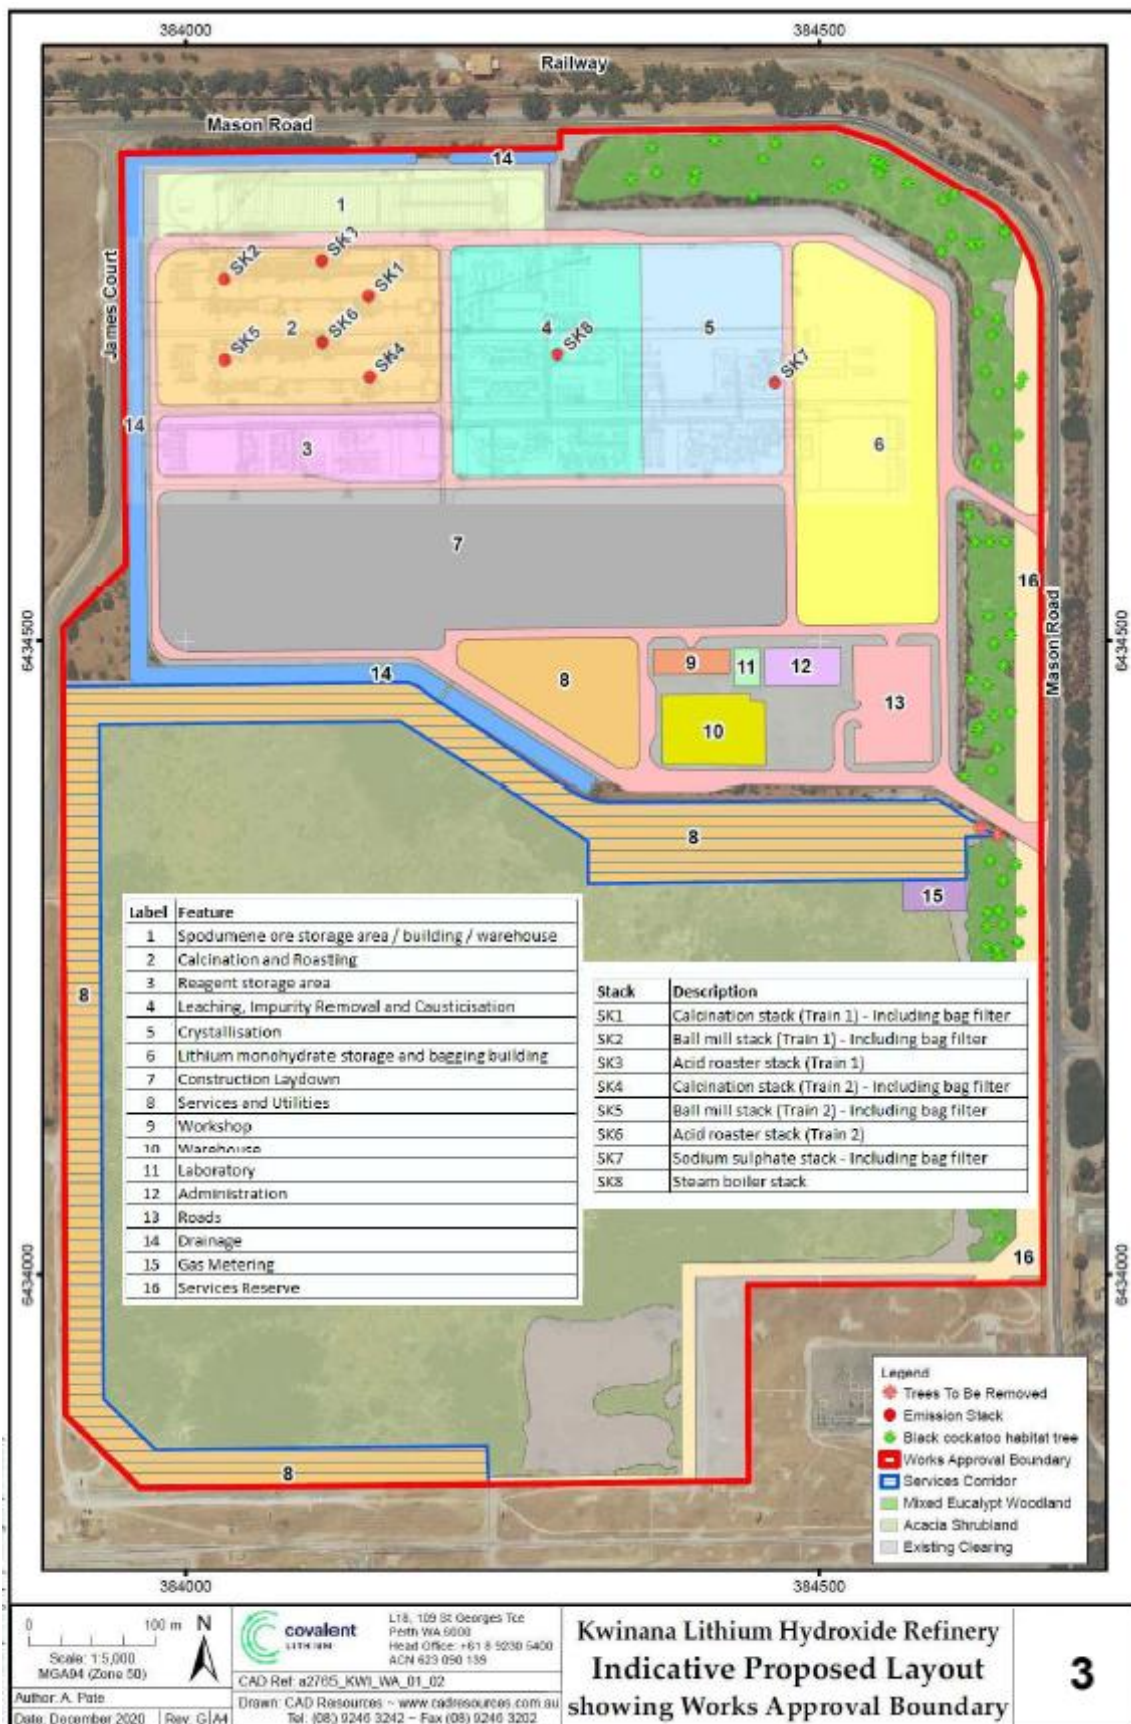 384000
384500
Railway
Mason Road
14
1
James Court
SK2
SK3
SK1
2
SK6
SK5
SK4
4
SK8
5
SK7
6
14
3
7
16
Mason Road
6434500
6434500
9
11
12
8
13
10
14
8
15
8
Label Feature
1 Spodumene ore storage area / building / warehouse
2 Calcination and Roasting
3 Reagent storage area
4 Leaching, Impurity Removal and Causticisation
5 Crystallisation
6 Lithium monohydrate storage and bagging building
7 Construction Laydown
8 Services and Utilities
9 Workshop
10 Warehouse
11 Laboratory
12 Administration
13 Roads
14 Drainage
15 Gas Metering
16 Services Reserve
Stack Description
SK1 Calcination stack (Train 1) - Including bag filter
SK2 Ball mill stack (Train 1) - Including bag filter
SK3 Acid roaster stack (Train 1)
SK4 Calcination stack (Train 2) - Including bag filter
SK5 Ball mill stack (Train 2) - Including bag filter
SK6 Acid roaster stack (Train 2)
SK7 Sodium sulphate stack - Including bag filter
SK8 Steam boiler stack
6434000
6434000
16
8
Legend
Trees To Be Removed
Emission Stack
Black cockatoo habitat tree
Works Approval Boundary
Services Corridor
Mixed Eucalypt Woodland
Acacia Shrubland
Existing Clearing
384000
384500
0 100 m N
Scale: 1:5,000
MGA94 (Zone 50)
Author: A. Pate
Date: December 2020 Rev: G A4
covalent
LITHIUM
L18, 109 St Georges Tce
Perth WA 6000
Head Office: +61 8 9230 5400
ACN 623 090 139
CAD Ref: a2765_KWI_WA_01_02
Drawn: CAD Resources ~ www.cadresources.com.au
Tel: (08) 9246 3242 ~ Fax (08) 9246 3202
Kwinana Lithium Hydroxide Refinery
Indicative Proposed Layout
showing Works Approval Boundary
3